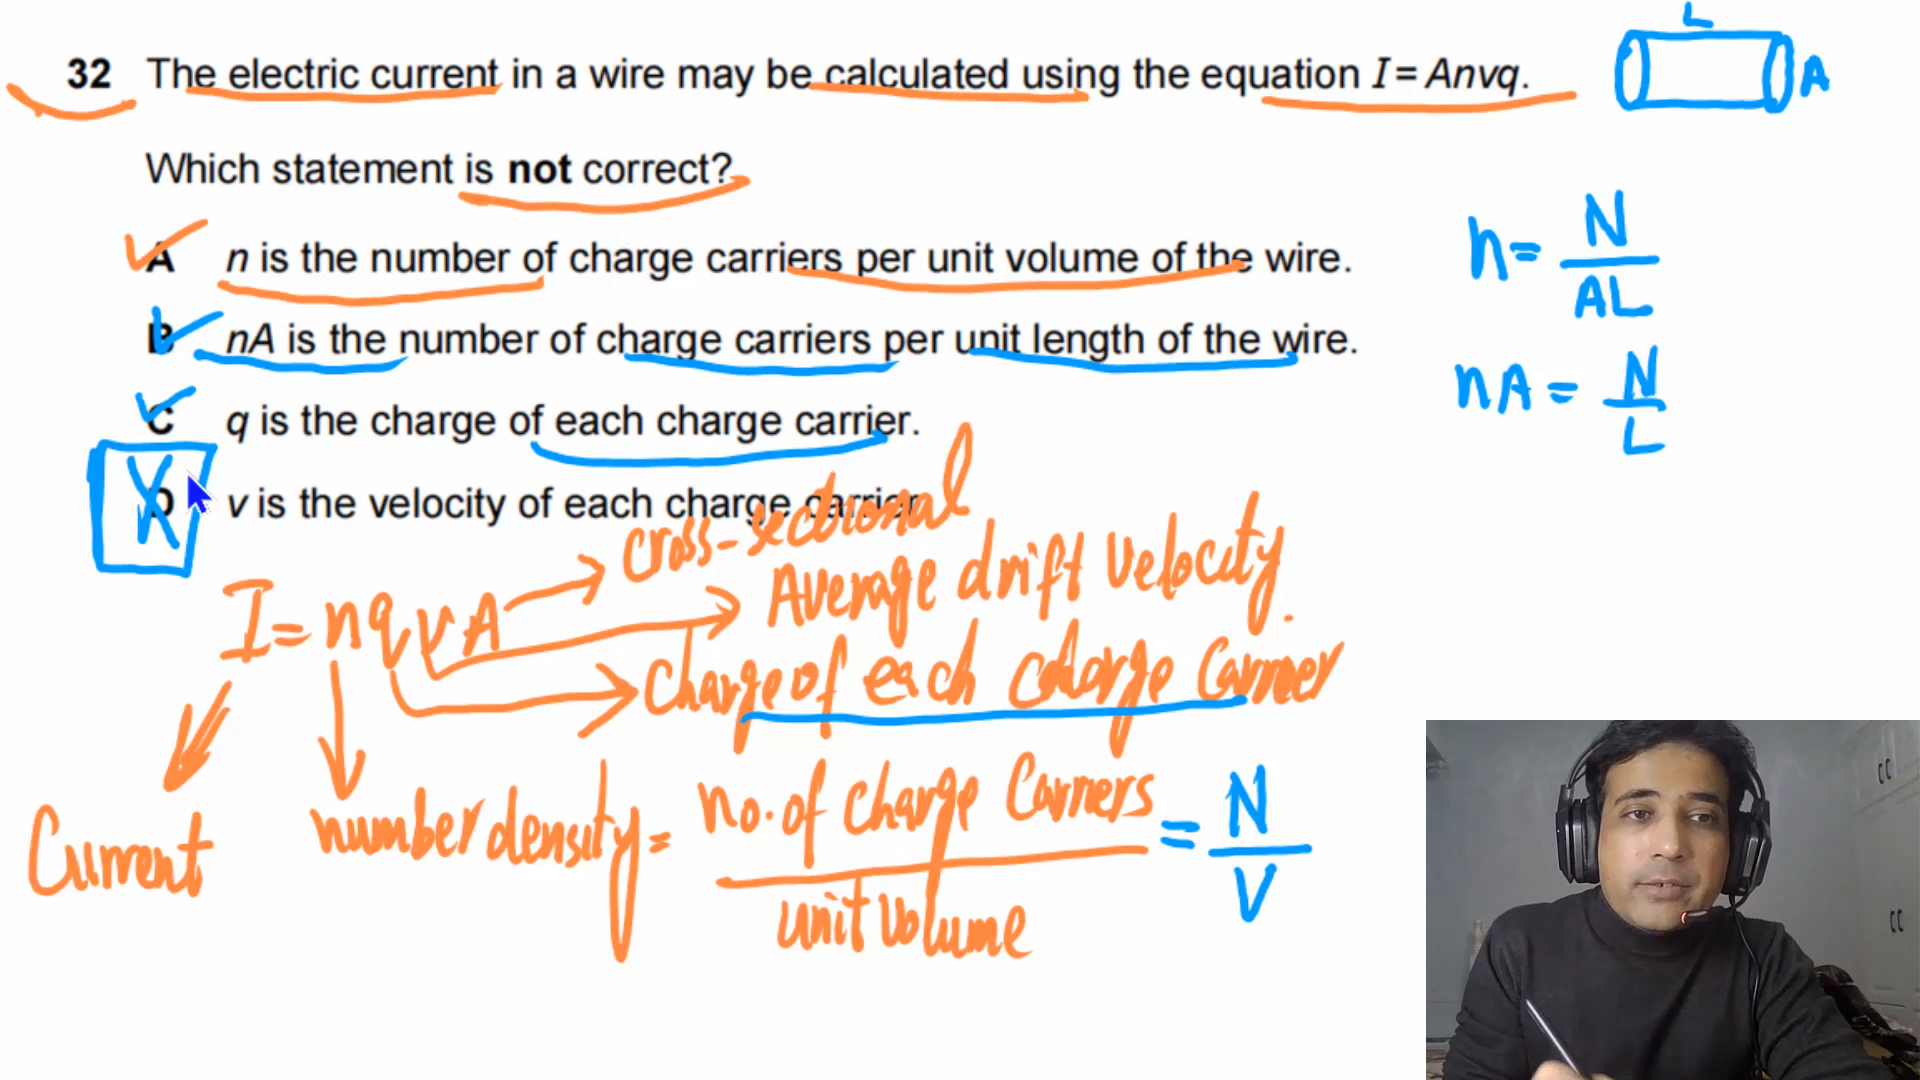 32 The electric current in a wire may be calculated using the equation I = Anvq.
Which statement is not correct?
A n is the number of charge carriers per unit volume of the wire.
B nA is the number of charge carriers per unit length of the wire.
C q is the charge of each charge carrier.
D v is the velocity of each charge carrier
L
A
n = N / AL
nA = N / L
I = nqvA
cross-sectional
Average drift velocity.
Charge of each charge carrier
Current
number density = no. of charge Carriers / unit volume = N / V